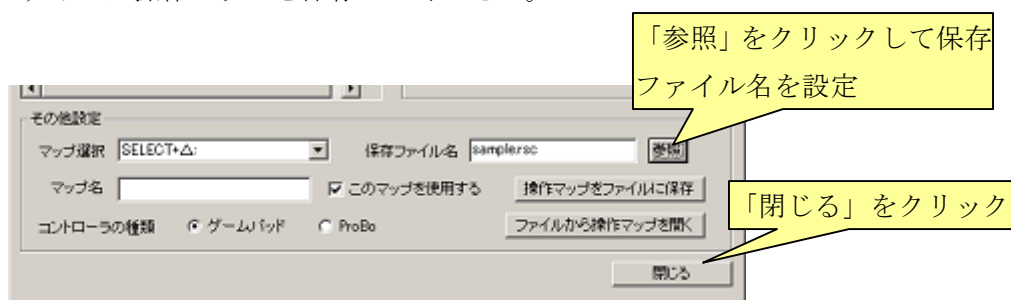 「参照」をクリックして保存
ファイル名を設定
その他設定
マップ選択 SELECT+△: 保存ファイル名 sample.rsc 参照
マップ名 このマップを使用する 操作マップをファイルに保存
「閉じる」をクリック
コントローラの種類 ゲームパッド ProBo ファイルから操作マップを開く
閉じる